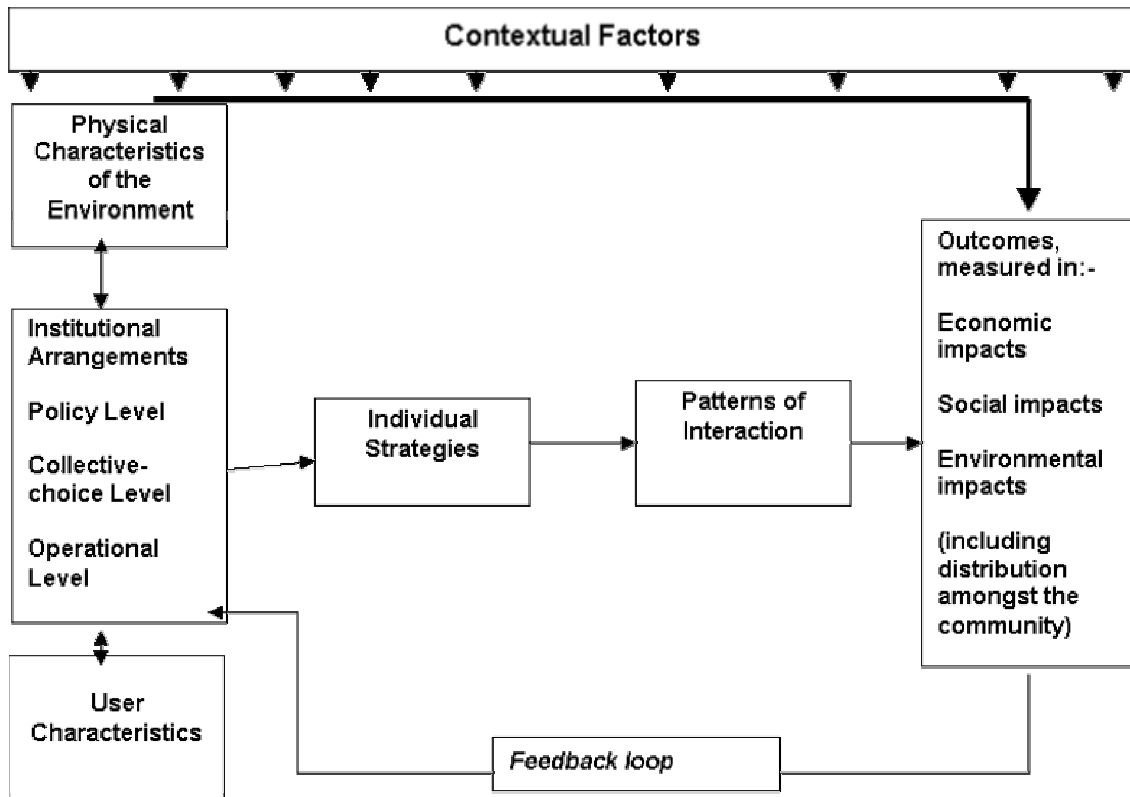 Contextual Factors
Physical
Characteristics
of the
Environment
Institutional
Arrangements
Policy Level
Collective-
choice Level
Operational
Level
User
Characteristics
Individual
Strategies
Patterns of
Interaction
Outcomes,
measured in:-
Economic
impacts
Social impacts
Environmental
impacts
(including
distribution
amongst the
community)
Feedback loop